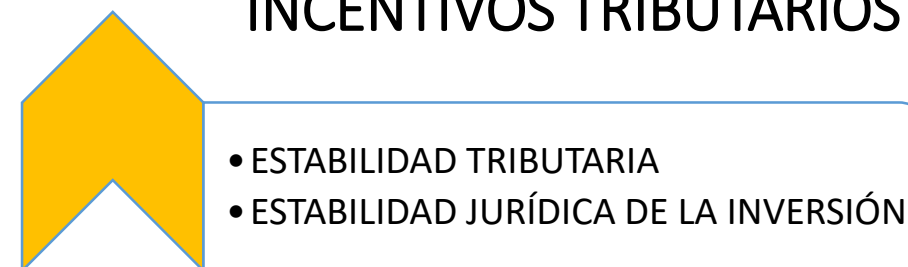 INCENTIVOS TRIBUTARIOS
• ESTABILIDAD TRIBUTARIA
• ESTABILIDAD JURÍDICA DE LA INVERSIÓN